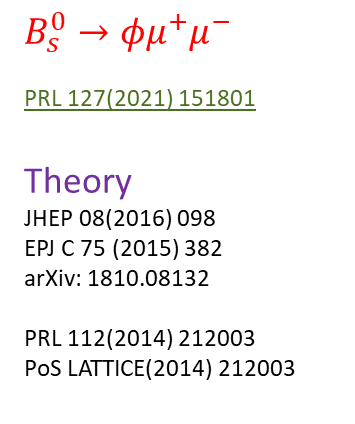 B_s^0 → ϕμ⁺μ⁻
PRL 127(2021) 151801
Theory
JHEP 08(2016) 098
EPJ C 75 (2015) 382
arXiv: 1810.08132
PRL 112(2014) 212003
PoS LATTICE(2014) 212003